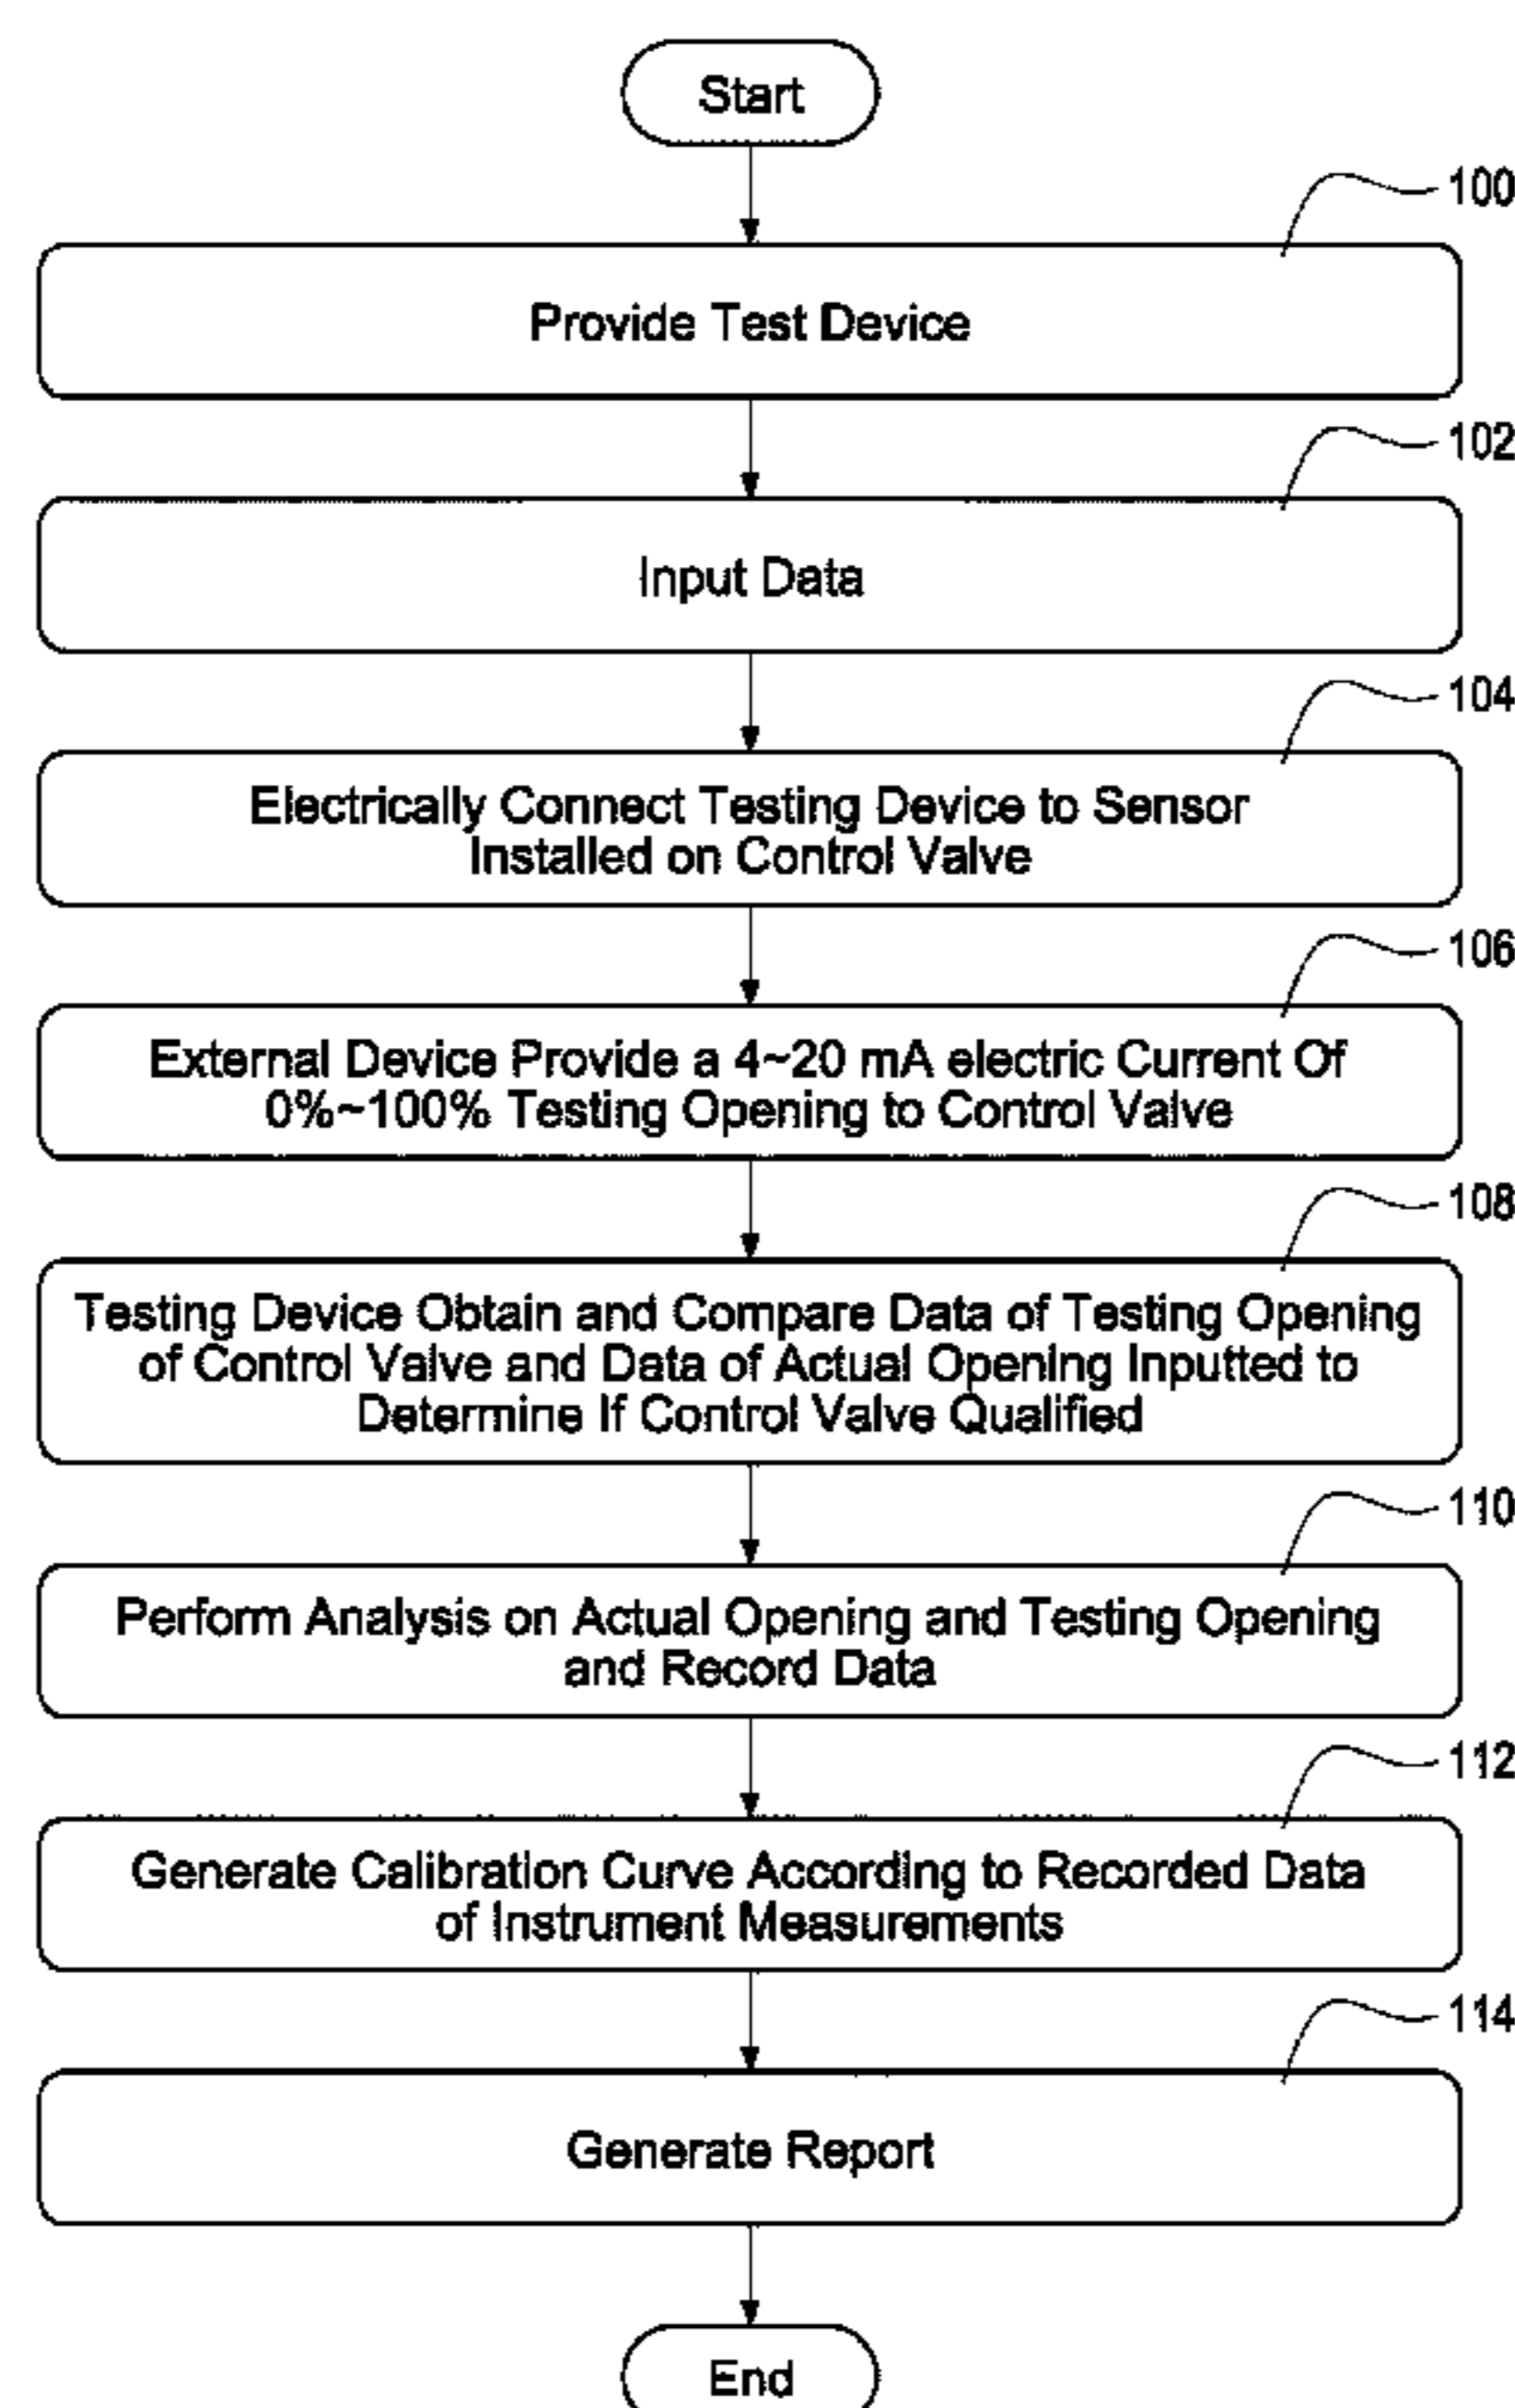 Start
100
Provide Test Device
102
Input Data
104
Electrically Connect Testing Device to Sensor
Installed on Control Valve
106
External Device Provide a 4~20 mA electric Current Of
0%~100% Testing Opening to Control Valve
108
Testing Device Obtain and Compare Data of Testing Opening
of Control Valve and Data of Actual Opening Inputted to
Determine If Control Valve Qualified
110
Perform Analysis on Actual Opening and Testing Opening
and Record Data
112
Generate Calibration Curve According to Recorded Data
of Instrument Measurements
114
Generate Report
End